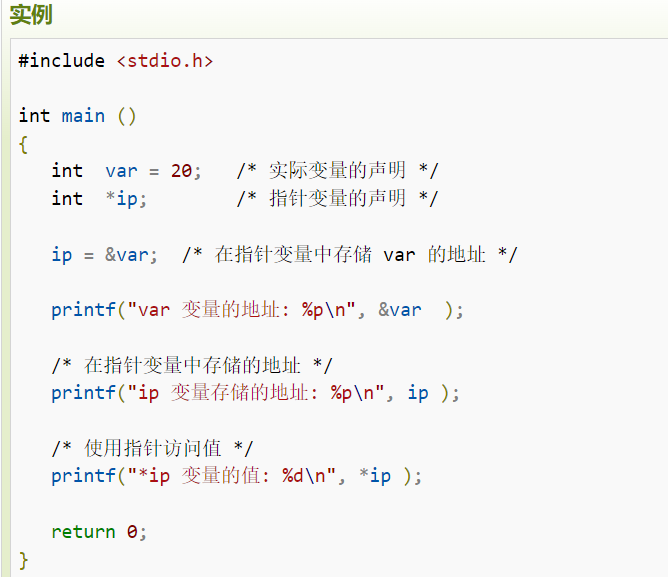 实例
#include <stdio.h>
int main ()
{
int  var = 20;   /* 实际变量的声明 */
int  *ip;        /* 指针变量的声明 */
ip = &var;  /* 在指针变量中存储 var 的地址 */
printf("var 变量的地址: %p\n", &var  );
/* 在指针变量中存储的地址 */
printf("ip 变量存储的地址: %p\n", ip );
/* 使用指针访问值 */
printf("*ip 变量的值: %d\n", *ip );
return 0;
}